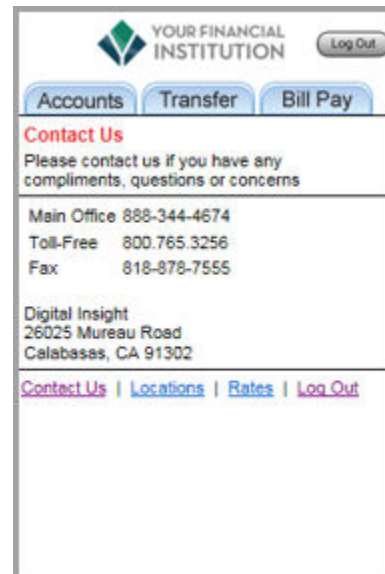 YOUR FINANCIAL
INSTITUTION
Log Out
Accounts Transfer Bill Pay
Contact Us
Please contact us if you have any
compliments, questions or concerns
Main Office 888-344-4674
Toll-Free 800.765.3256
Fax 818-878-7555
Digital Insight
26025 Mureau Road
Calabasas, CA 91302
Contact Us | Locations | Rates | Log Out